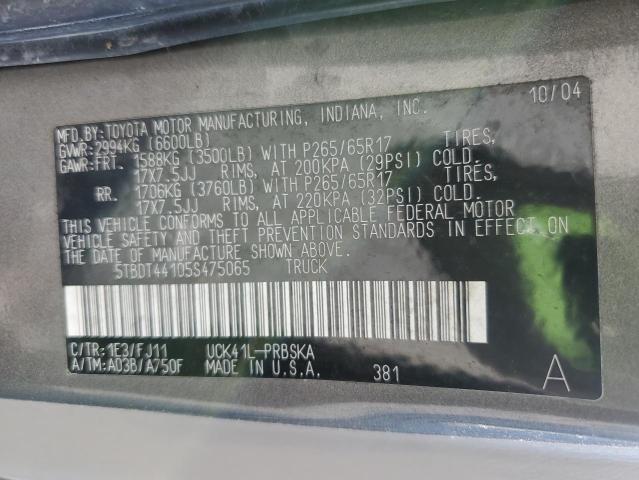 MFD.BY:TOYOTA MOTOR MANUFACTURING, INDIANA, INC. 10/04
GVWR:2994KG (6600LB)
GAWR:FRT. 1588KG (3500LB) WITH P265/65R17 TIRES,
17X7.5JJ RIMS, AT 200KPA (29PSI) COLD.
RR. 1706KG (3760LB) WITH P265/65R17 TIRES,
17X7.5JJ RIMS, AT 220KPA (32PSI) COLD.
THIS VEHICLE CONFORMS TO ALL APPLICABLE FEDERAL MOTOR
VEHICLE SAFETY AND THEFT PREVENTION STANDARDS IN EFFECT ON
THE DATE OF MANUFACTURE SHOWN ABOVE.
5TBDT44105S475065 TRUCK
C/TR:1E3/FJ11 UCK41L-PRBSKA
A/TM:A03B/A750F MADE IN U.S.A. 381 A